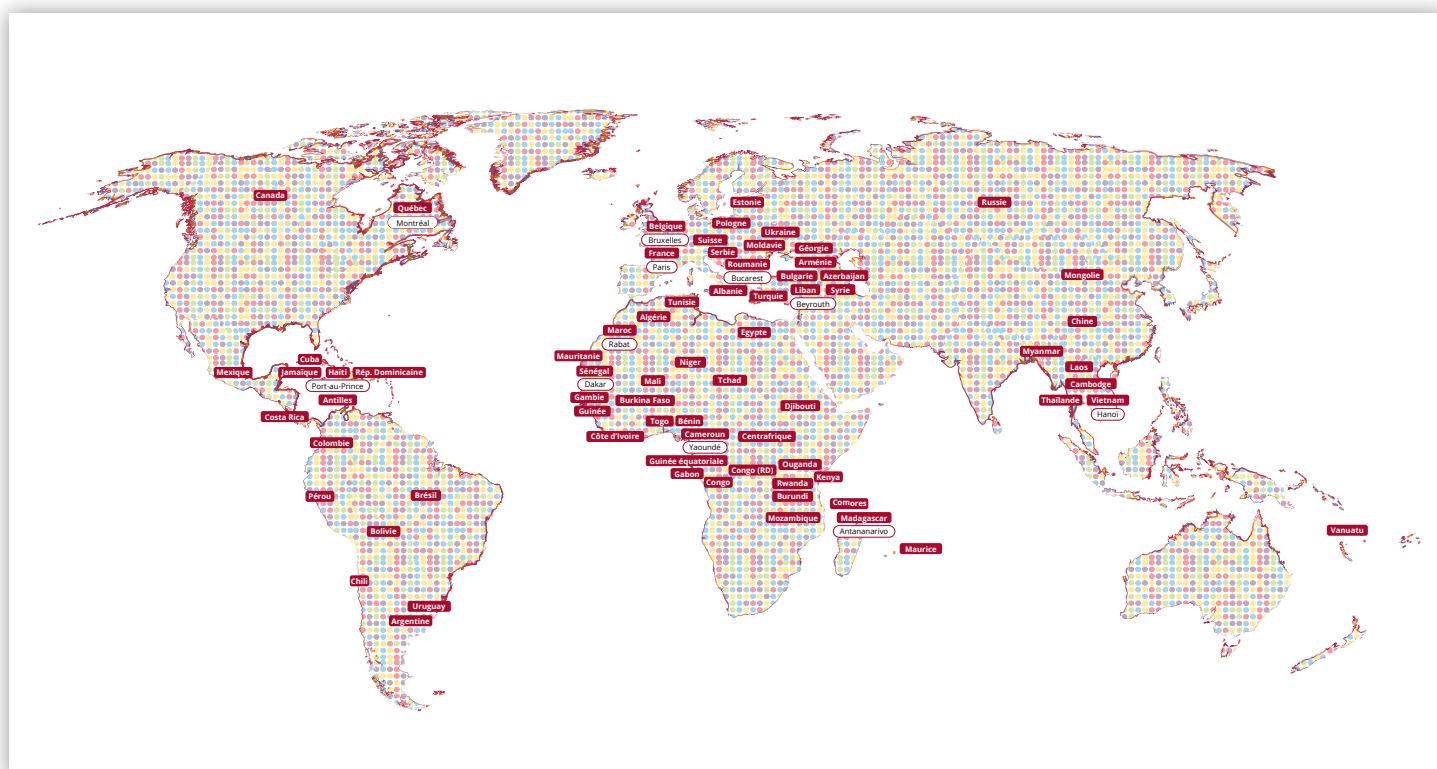 Canada
Québec
Montréal
Mexique
Cuba
Jamaïque
Haïti
Rép. Dominicaine
Port-au-Prince
Antilles
Costa Rica
Colombie
Pérou
Brésil
Bolivie
Chili
Uruguay
Argentine
Estonie
Belgique
Bruxelles
France
Paris
Pologne
Suisse
Serbie
Ukraine
Moldavie
Roumanie
Bucarest
Géorgie
Arménie
Bulgarie
Azerbaijan
Albanie
Turquie
Liban
Syrie
Beyrouth
Russie
Tunisie
Algérie
Maroc
Rabat
Egypte
Mauritanie
Sénégal
Dakar
Gambie
Guinée
Niger
Mali
Tchad
Burkina Faso
Djibouti
Togo
Bénin
Côte d'Ivoire
Cameroun
Yaoundé
Centrafrique
Guinée équatoriale
Gabon
Congo
Congo (RD)
Ouganda
Kenya
Rwanda
Burundi
Comores
Mozambique
Madagascar
Antananarivo
Maurice
Mongolie
Chine
Myanmar
Laos
Cambodge
Thaïlande
Vietnam
Hanoï
Vanuatu